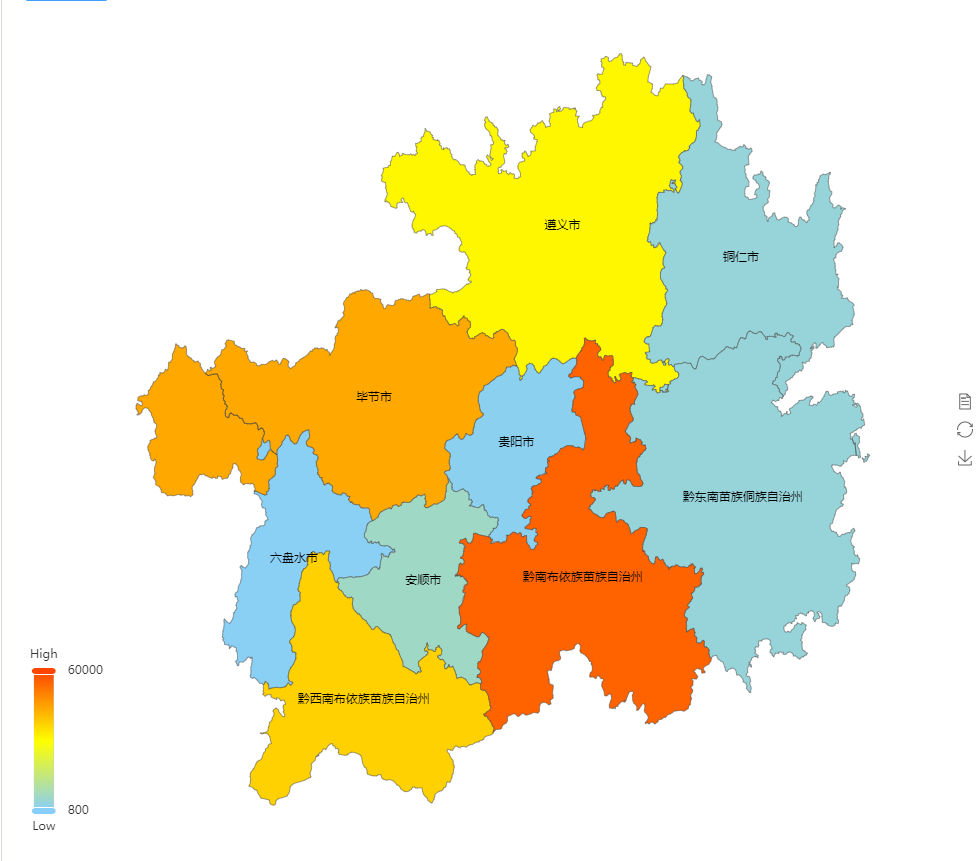 遵义市
铜仁市
毕节市
贵阳市
黔东南苗族侗族自治州
六盘水市
安顺市
黔南布依族苗族自治州
黔西南布依族苗族自治州
High
60000
800
Low